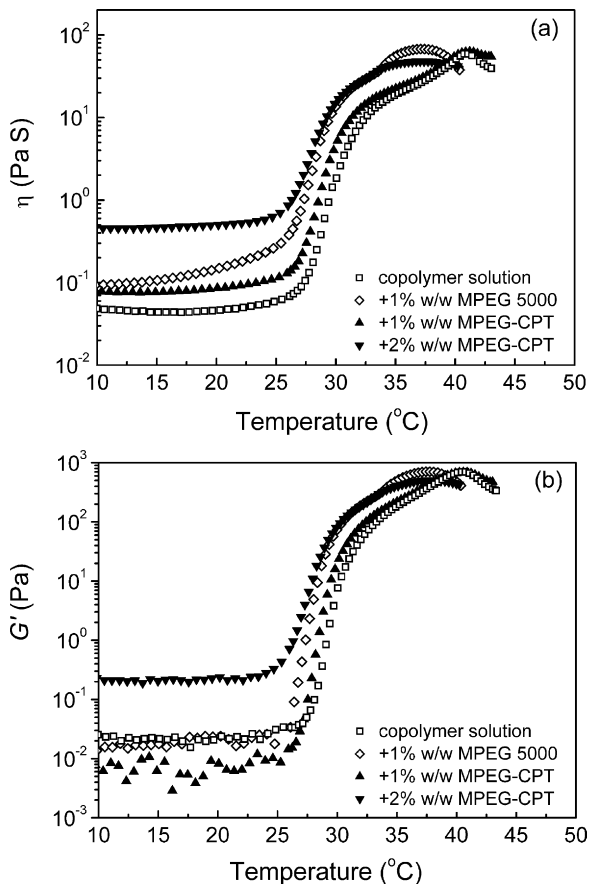 (a)
η (Pa S)
10²
10¹
10⁰
10⁻¹
10⁻²
copolymer solution
+1% w/w MPEG 5000
+1% w/w MPEG-CPT
+2% w/w MPEG-CPT
10 15 20 25 30 35 40 45 50
Temperature (°C)
(b)
G' (Pa)
10³
10²
10¹
10⁰
10⁻¹
10⁻²
10⁻³
copolymer solution
+1% w/w MPEG 5000
+1% w/w MPEG-CPT
+2% w/w MPEG-CPT
10 15 20 25 30 35 40 45 50
Temperature (°C)